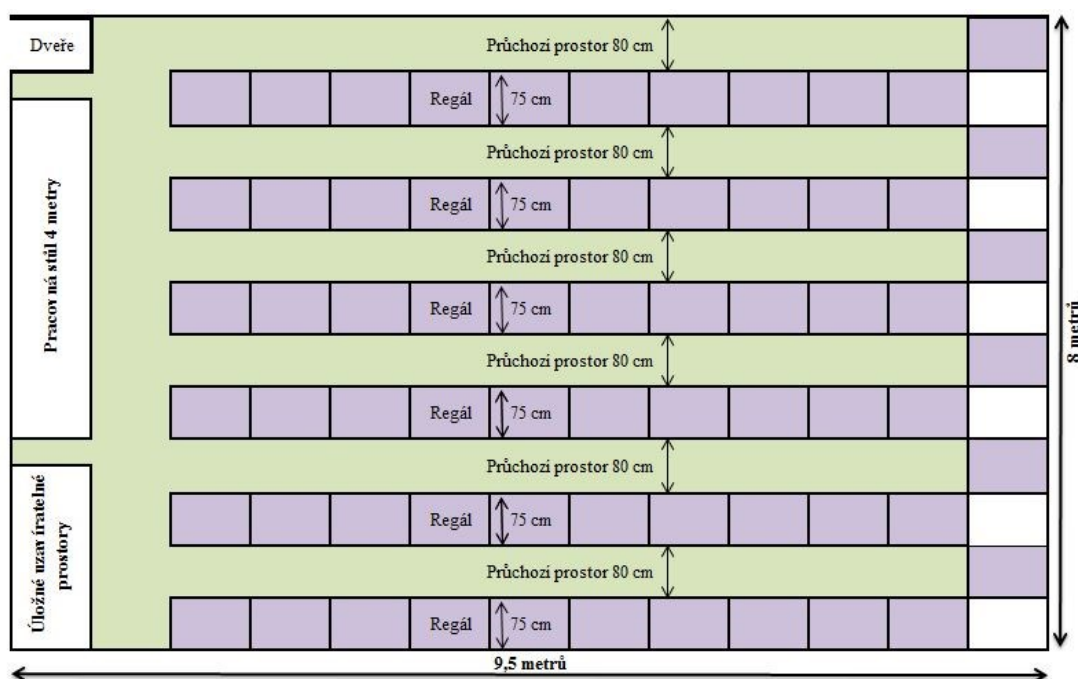 Dveře
Průchozí prostor 80 cm
Regál
75 cm
Průchozí prostor 80 cm
Regál
75 cm
Průchozí prostor 80 cm
Regál
75 cm
Průchozí prostor 80 cm
Regál
75 cm
Průchozí prostor 80 cm
Regál
75 cm
Průchozí prostor 80 cm
Regál
75 cm
Pracovná stůl 4 metry
Úložné uzavíratelné
prostory
8 metrů
9,5 metrů